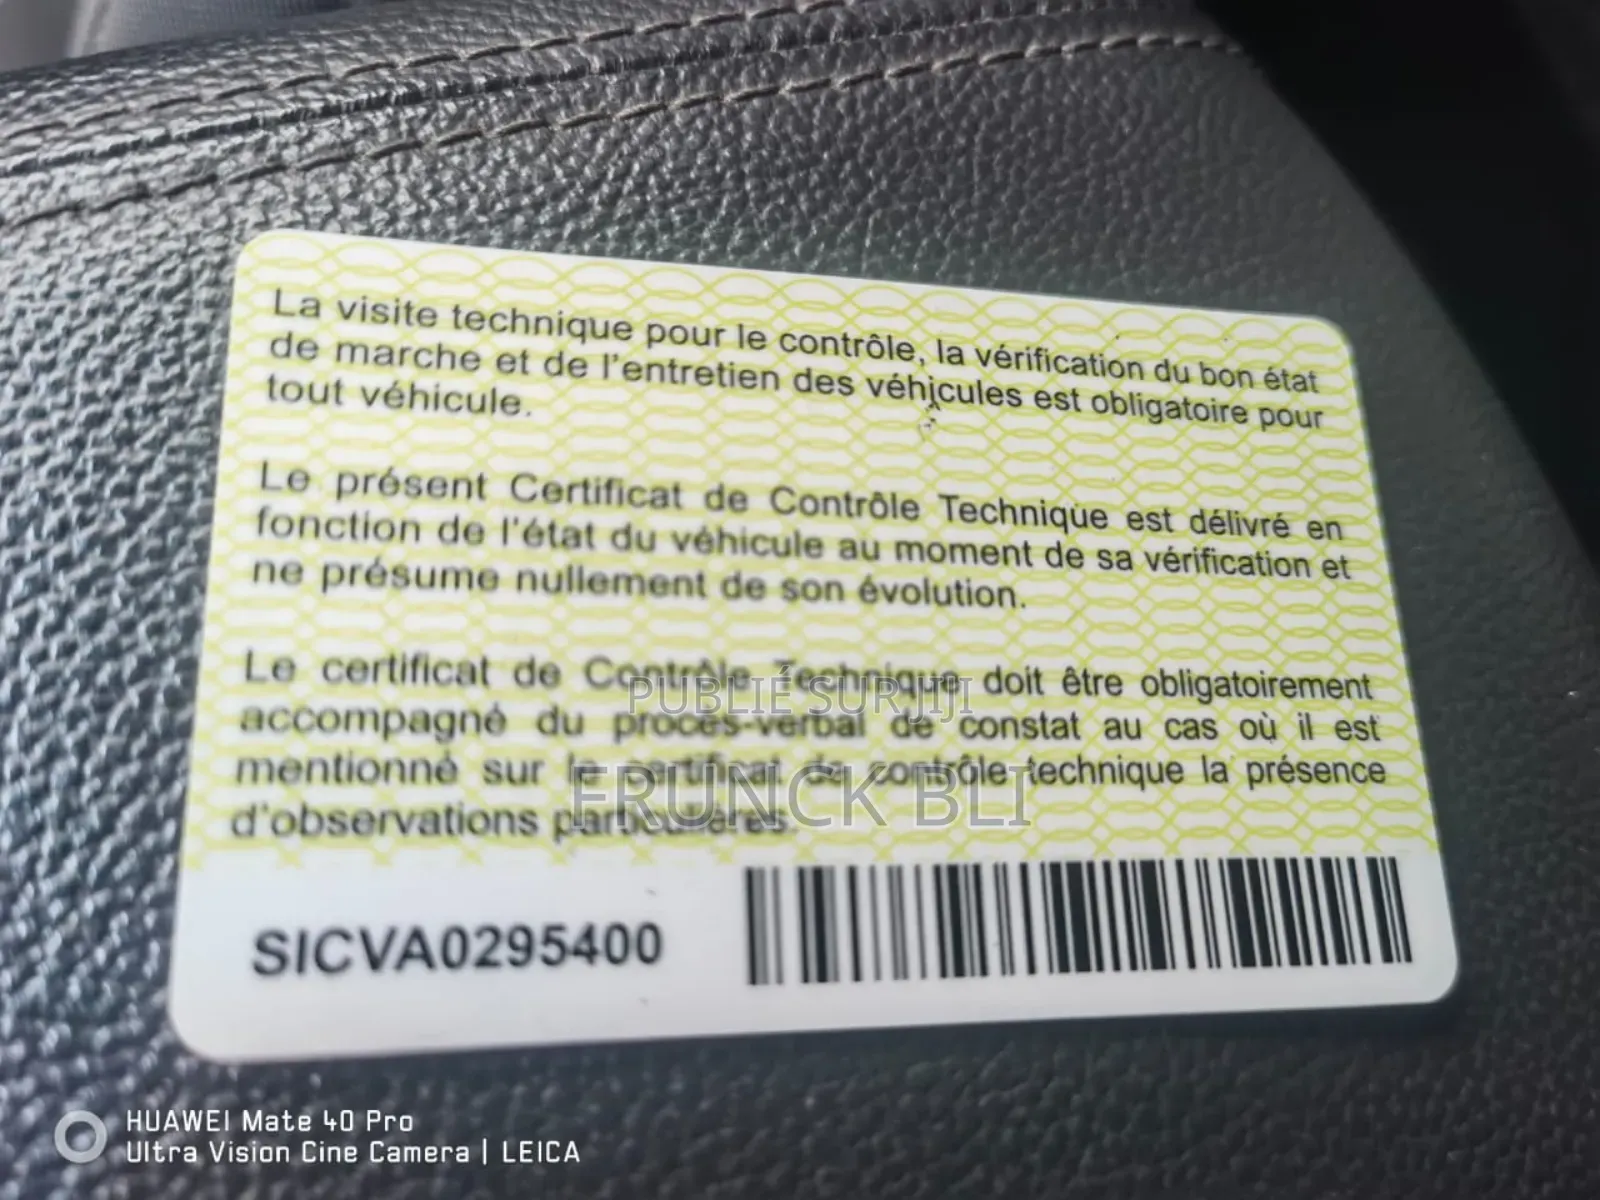 La visite technique pour le contrôle, la vérification du bon état
de marche et de l'entretien des véhicules est obligatoire pour
tout véhicule.
Le présent Certificat de Contrôle Technique est délivré en
fonction de l'état du véhicule au moment de sa vérification et
ne présume nullement de son évolution.
Le certificat de Contrôle Technique doit être obligatoirement
accompagné du procès-verbal de constat au cas où il est
mentionné sur le certificat de contrôle technique la présence
d'observations particulières.
PUBLIÉ SUR JIJI
FRUNCK BLI
SICVA0295400
HUAWEI Mate 40 Pro
Ultra Vision Cine Camera | LEICA